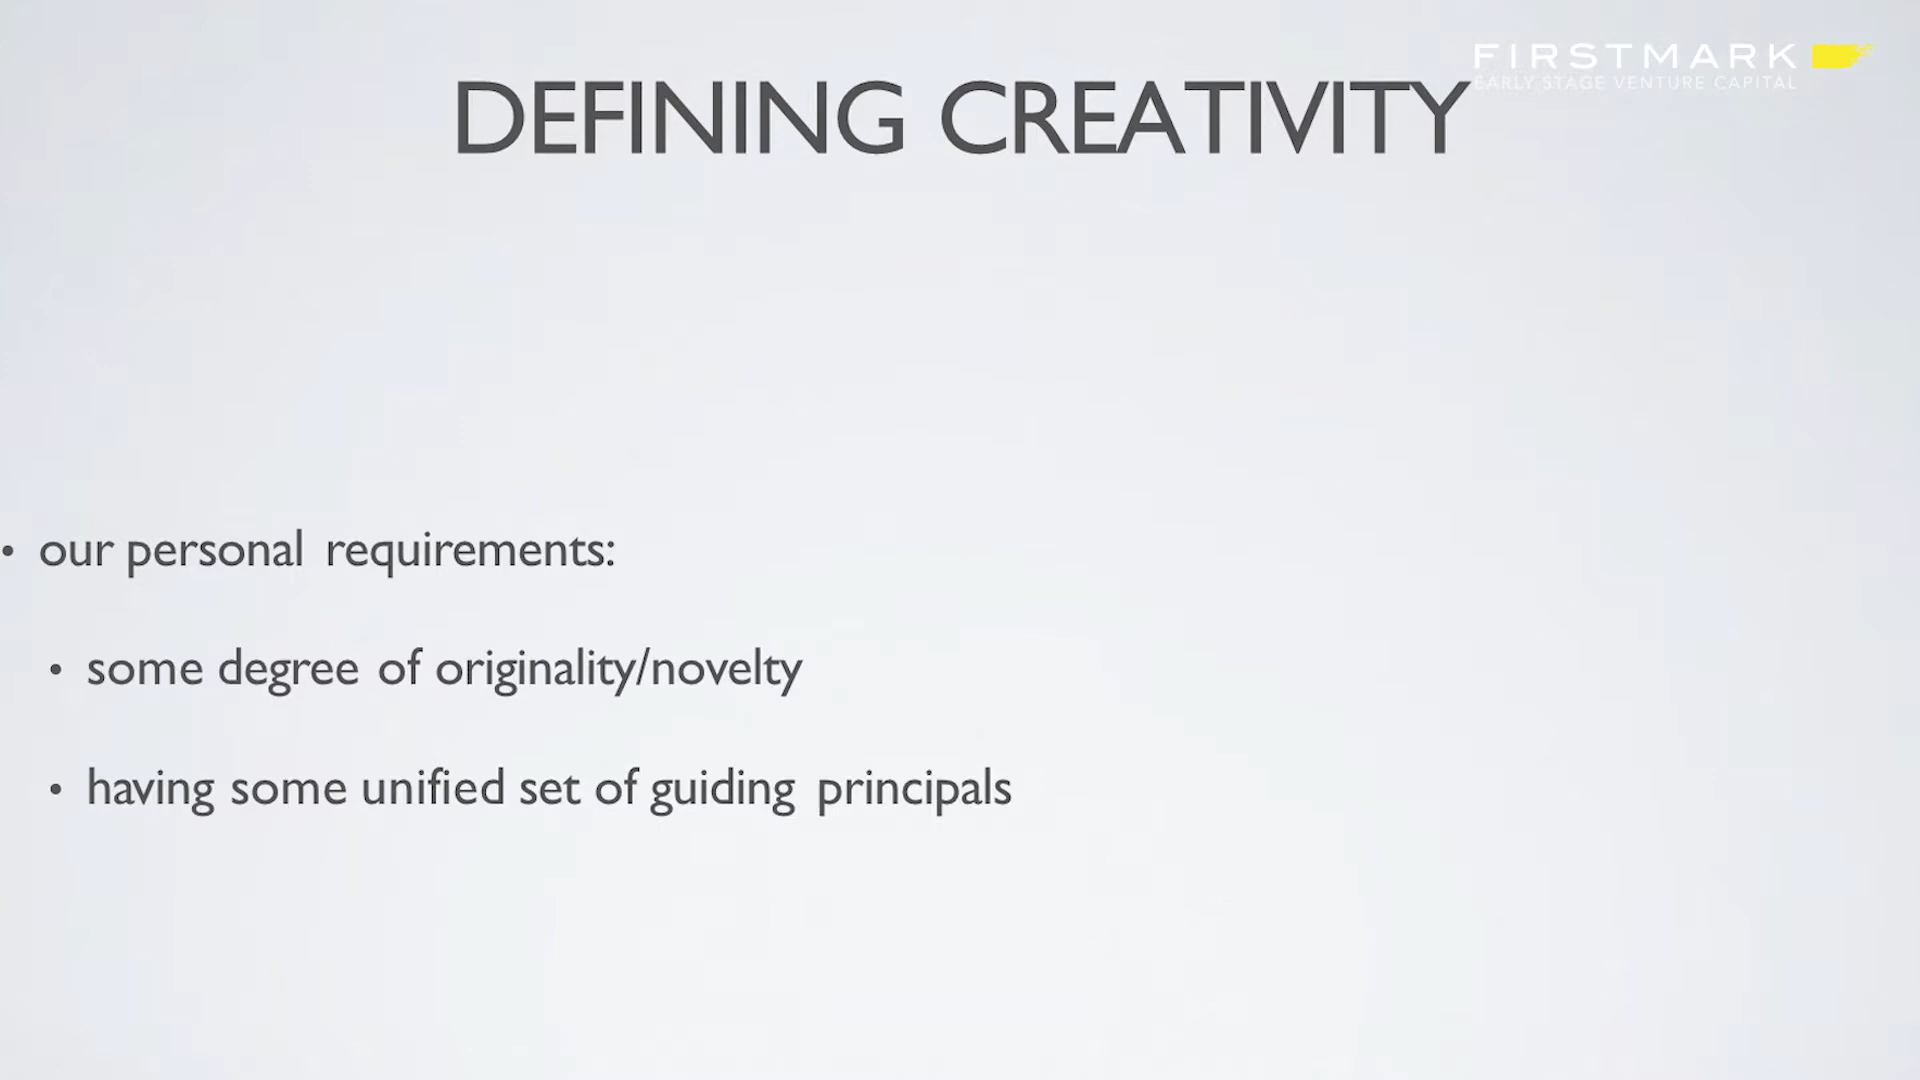 FIRSTMARK
EARLY STAGE VENTURE CAPITAL
DEFINING CREATIVITY
• our personal requirements:
• some degree of originality/novelty
• having some unified set of guiding principals